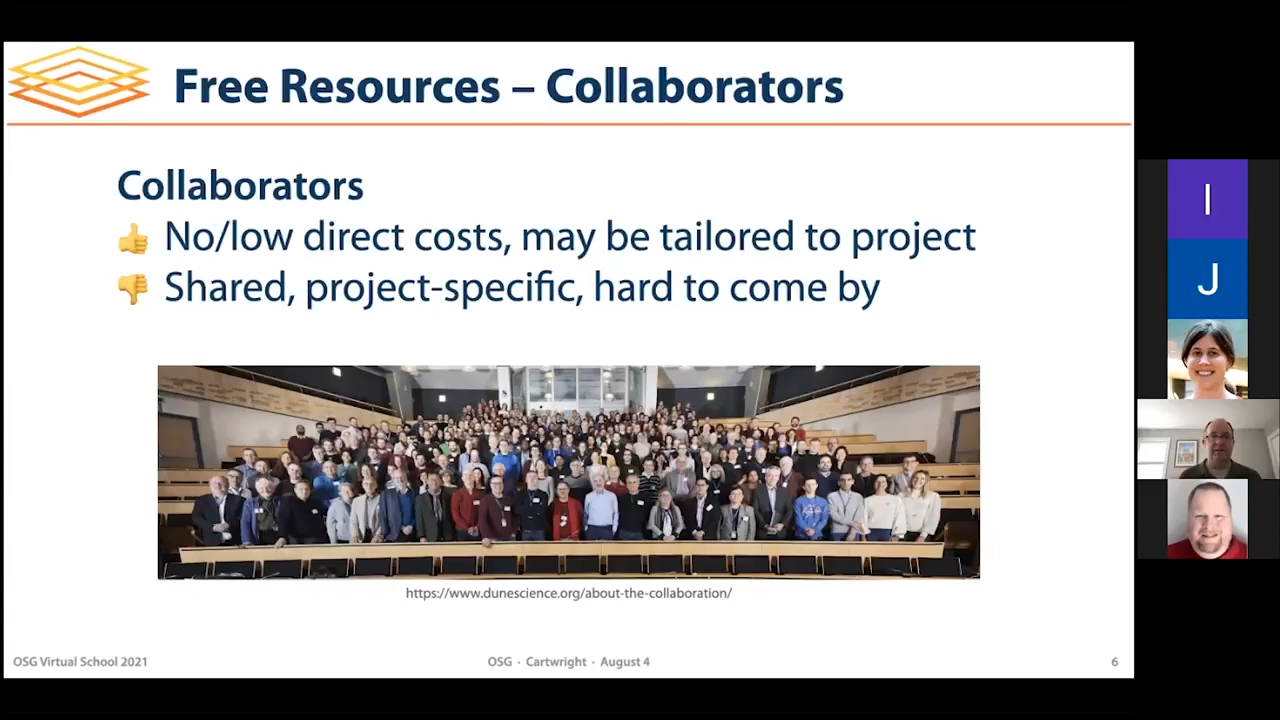 Free Resources – Collaborators
Collaborators
No/low direct costs, may be tailored to project
Shared, project-specific, hard to come by
https://www.dunescience.org/about-the-collaboration/
OSG Virtual School 2021
OSG · Cartwright · August 4
6
I
J